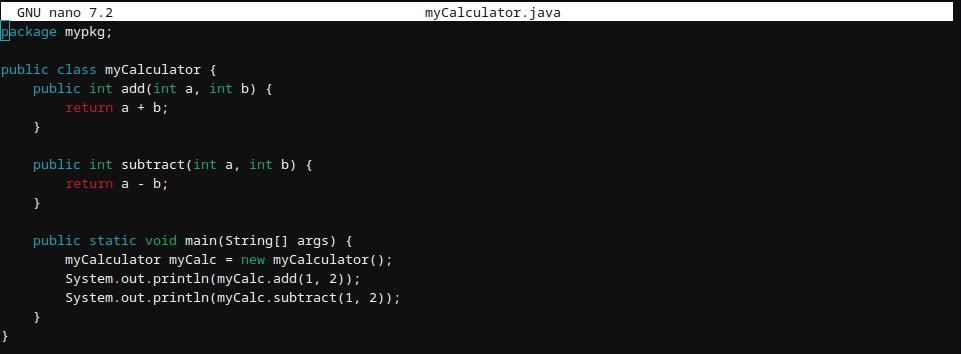 GNU nano 7.2 myCalculator.java
package mypkg;
public class myCalculator {
    public int add(int a, int b) {
        return a + b;
    }
    public int subtract(int a, int b) {
        return a - b;
    }
    public static void main(String[] args) {
        myCalculator myCalc = new myCalculator();
        System.out.println(myCalc.add(1, 2));
        System.out.println(myCalc.subtract(1, 2));
    }
}